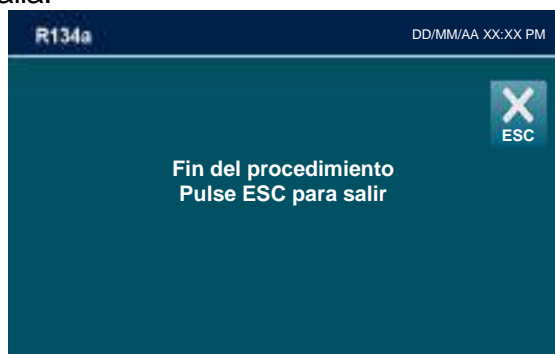 R134a
DD/MM/AA XX:XX PM
ESC
Fin del procedimiento
Pulse ESC para salir